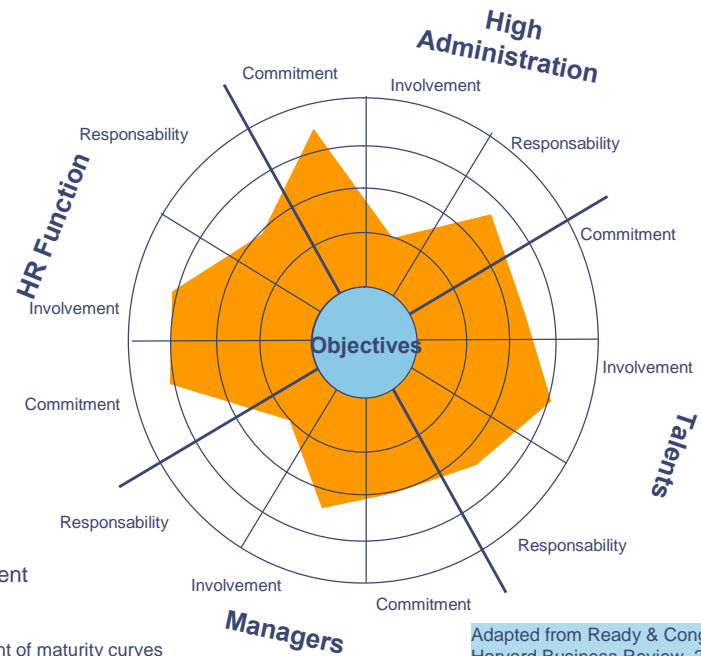 High
Administration
Commitment
Involvement
Responsability
Responsability
HR Function
Commitment
Involvement
Objectives
Involvement
Commitment
Talents
Responsability
Responsability
Involvement
Commitment
Managers
ent
nt of maturity curves
Adapted from Ready & Cong